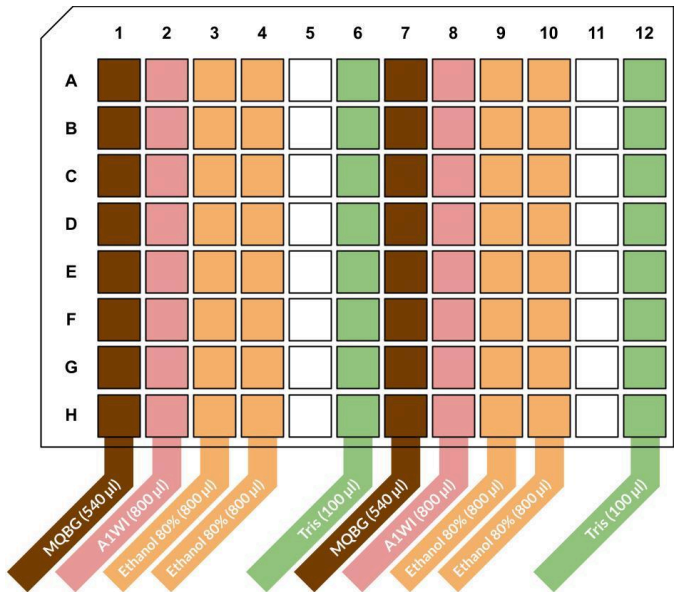 1 2 3 4 5 6 7 8 9 10 11 12
A
B
C
D
E
F
G
H
MQBG (540 µl)
A1WI (800 µl)
Ethanol 80% (800 µl)
Ethanol 80% (800 µl)
Tris (100 µl)
MQBG (540 µl)
A1WI (800 µl)
Ethanol 80% (800 µl)
Ethanol 80% (800 µl)
Tris (100 µl)